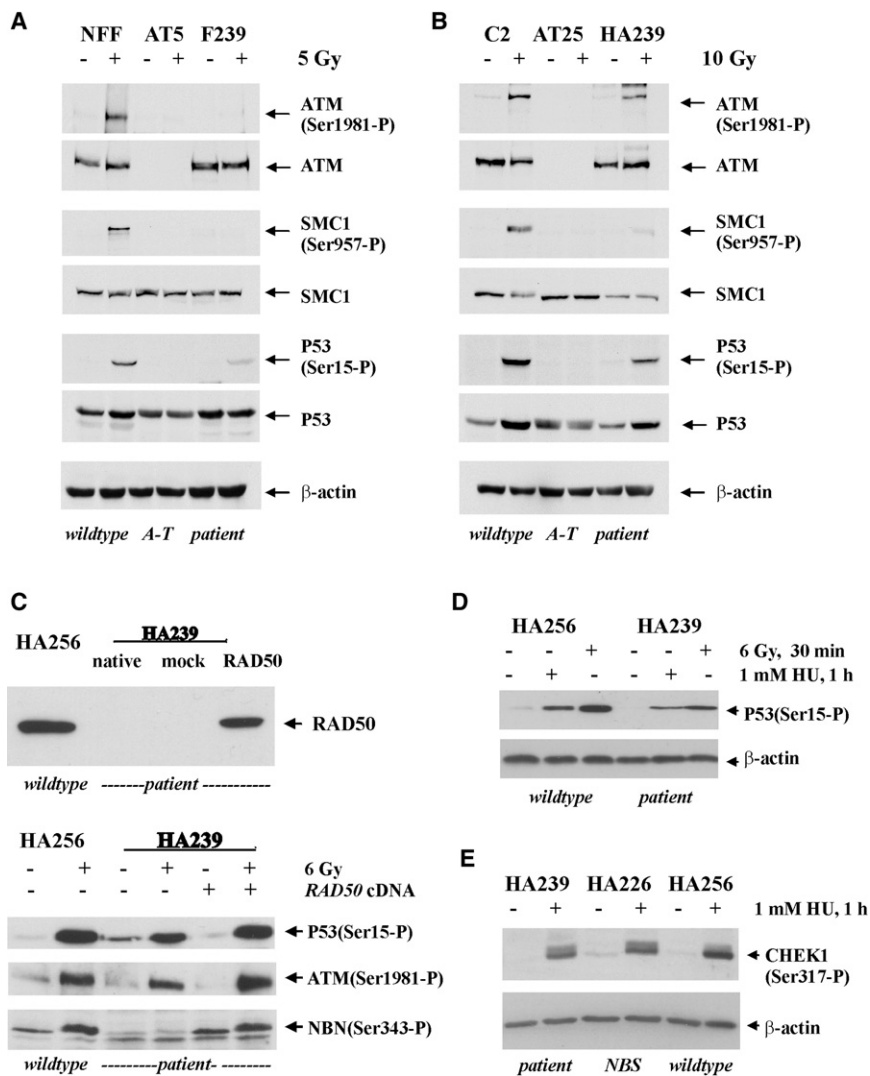 A
NFF AT5 F239
- + - + - + 5 Gy
ATM
(Ser1981-P)
ATM
SMC1
(Ser957-P)
SMC1
P53
(Ser15-P)
P53
β-actin
wildtype A-T patient
B
C2 AT25 HA239
- + - + - + 10 Gy
ATM
(Ser1981-P)
ATM
SMC1
(Ser957-P)
SMC1
P53
(Ser15-P)
P53
β-actin
wildtype A-T patient
C
HA256 HA239
native mock RAD50
RAD50
wildtype -------patient -----------
HA256 HA239
- + - + - + 6 Gy
- - - - + + RAD50 cDNA
P53(Ser15-P)
ATM(Ser1981-P)
NBN(Ser343-P)
wildtype ---------patient- --------
D
HA256 HA239
- - + - - + 6 Gy, 30 min
- + - - + - 1 mM HU, 1 h
P53(Ser15-P)
β-actin
wildtype patient
E
HA239 HA226 HA256
- + - + - + 1 mM HU, 1 h
CHEK1
(Ser317-P)
β-actin
patient NBS wildtype